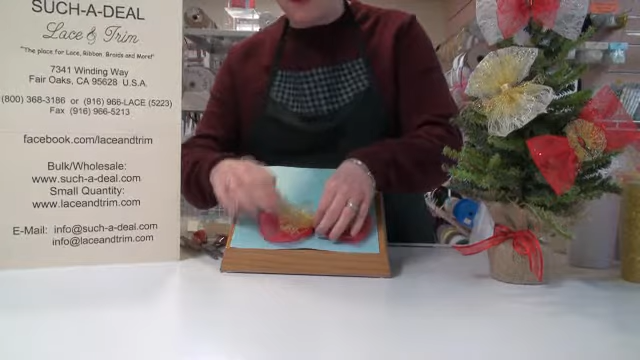 SUCH-A-DEAL
Lace & Trim
"The place for Lace, Ribbon, Braids and More!"
7341 Winding Way
Fair Oaks, CA 95628 U.S.A.
(800) 368-3186 or (916) 966-LACE (5223)
Fax (916) 966-5213
facebook.com/laceandtrim
Bulk/Wholesale:
www.such-a-deal.com
Small Quantity:
www.laceandtrim.com
E-Mail: info@such-a-deal.com
info@laceandtrim.com